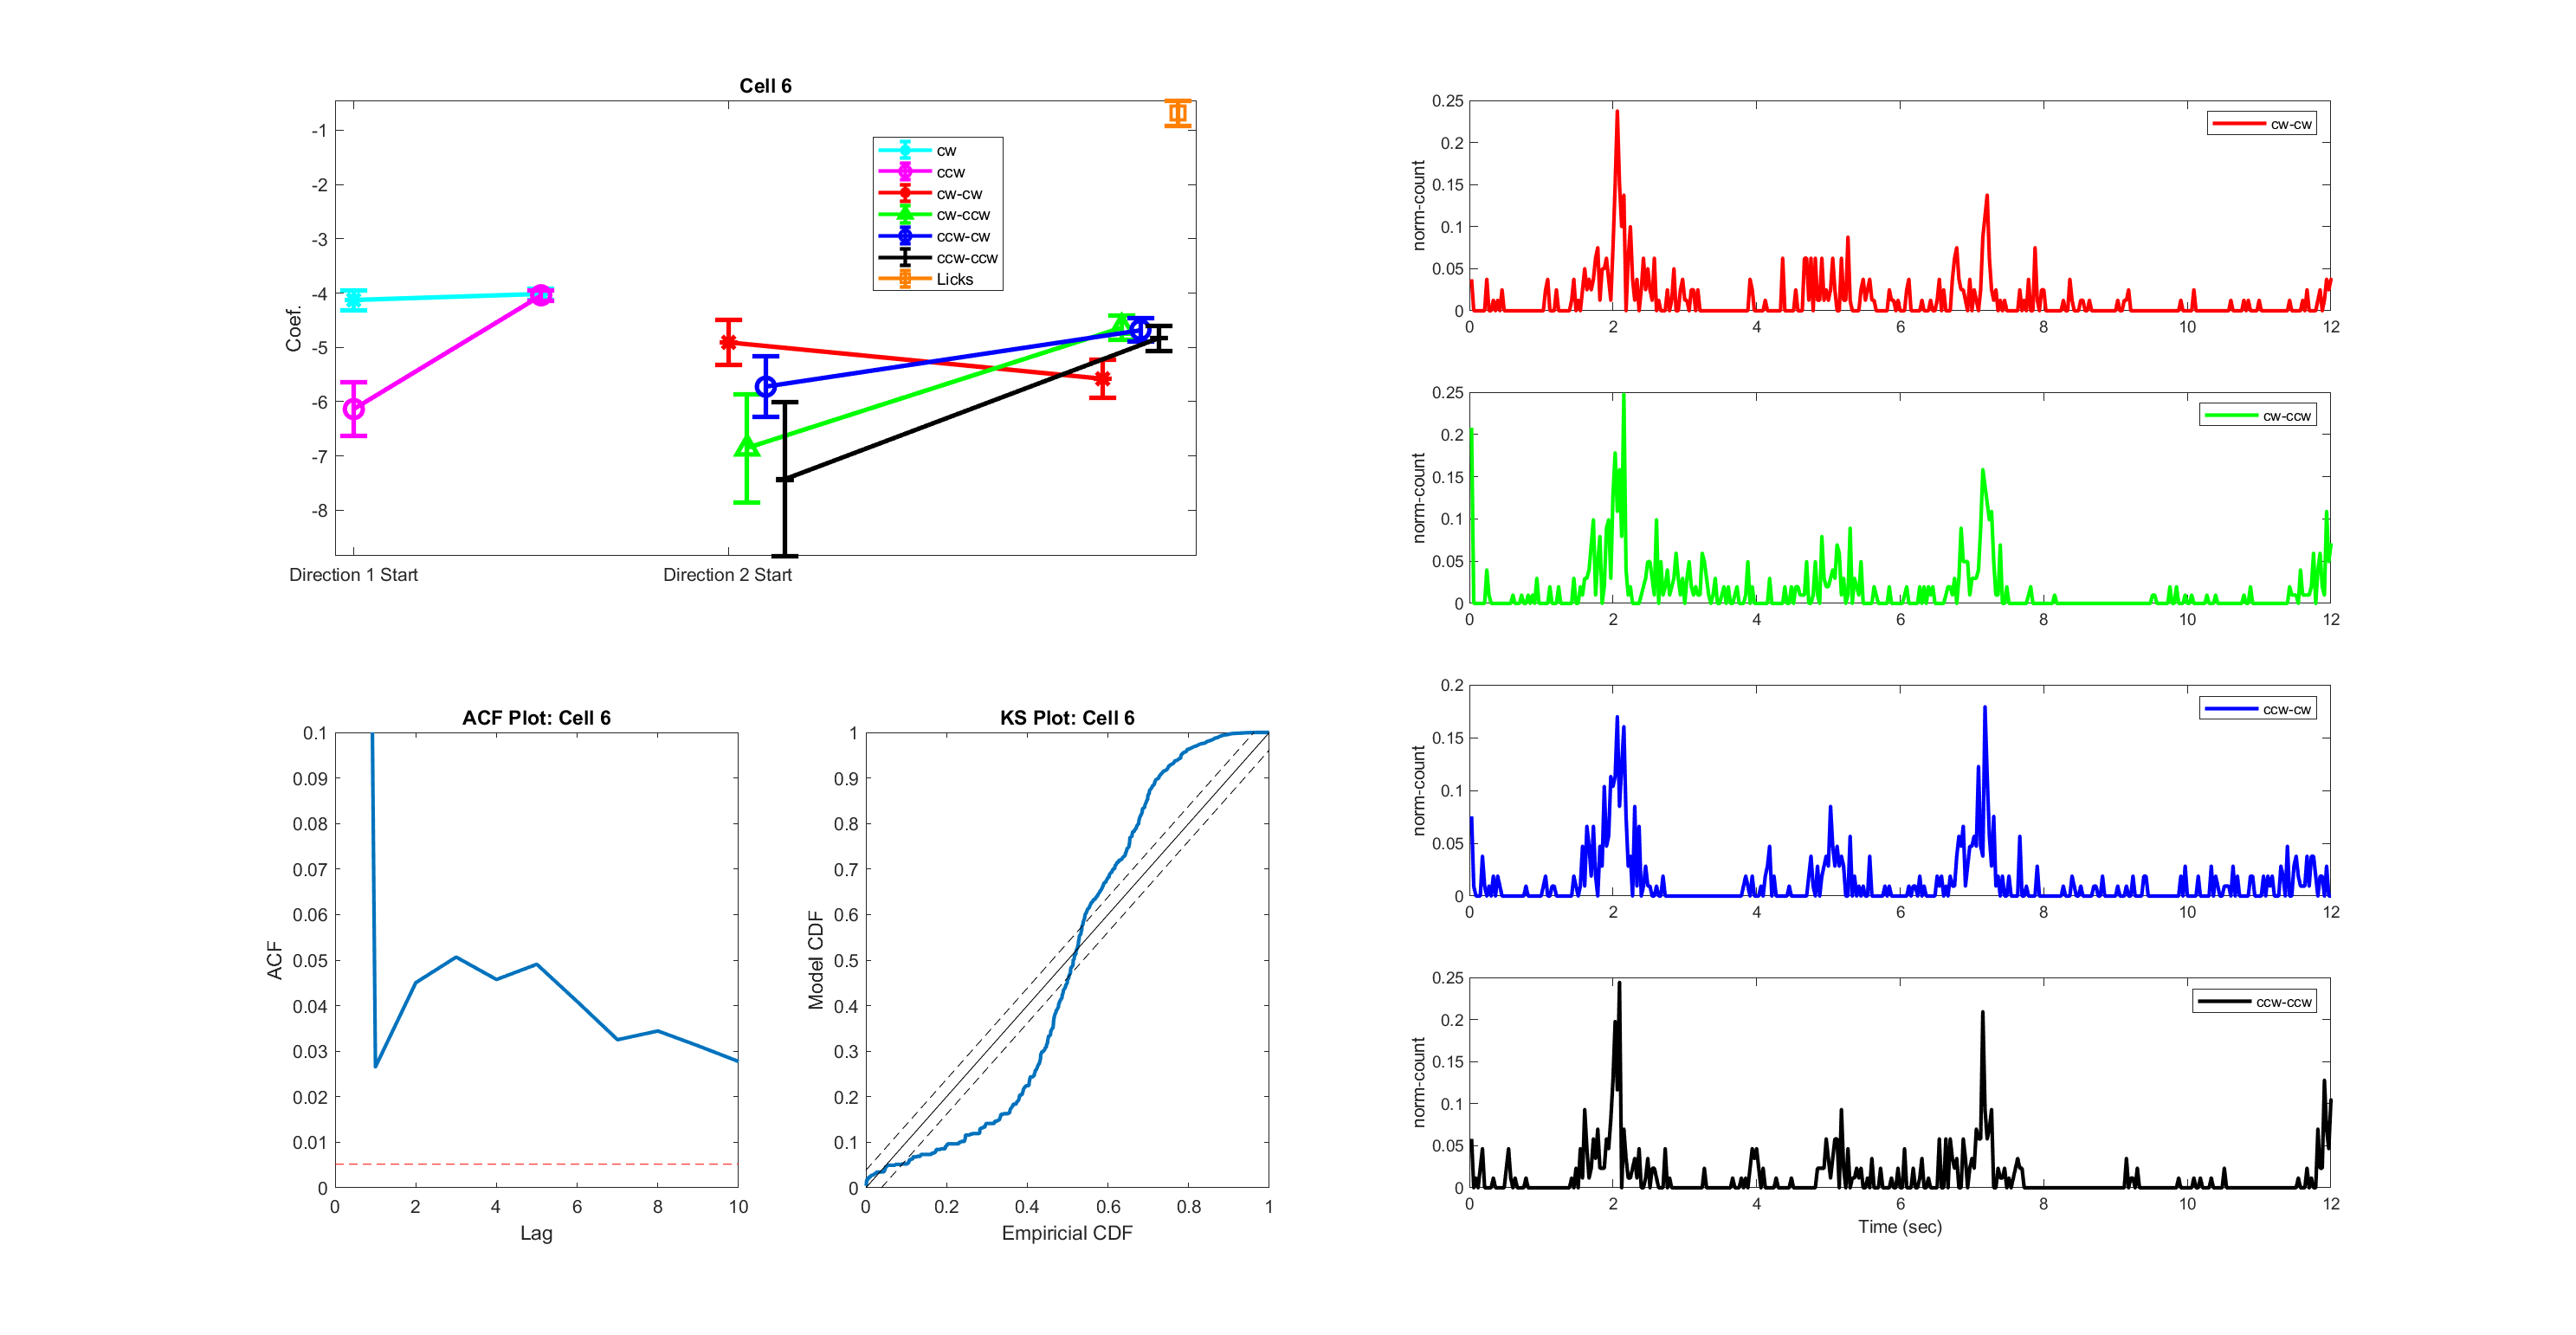 Cell 6
-1
-2
-3
-4
-5
-6
-7
-8
Coef.
Direction 1 Start
Direction 2 Start
cw
ccw
cw-cw
cw-ccw
ccw-cw
ccw-ccw
Licks
ACF Plot: Cell 6
0.1
0.09
0.08
0.07
0.06
0.05
0.04
0.03
0.02
0.01
0
ACF
0 2 4 6 8 10
Lag
KS Plot: Cell 6
1
0.9
0.8
0.7
0.6
0.5
0.4
0.3
0.2
0.1
0
Model CDF
0 0.2 0.4 0.6 0.8 1
Empiricial CDF
0.25
0.2
0.15
0.1
0.05
0
norm-count
cw-cw
0 2 4 6 8 10 12
0.25
0.2
0.15
0.1
0.05
0
norm-count
cw-ccw
0 2 4 6 8 10 12
0.2
0.15
0.1
0.05
0
norm-count
ccw-cw
0 2 4 6 8 10 12
0.25
0.2
0.15
0.1
0.05
0
norm-count
ccw-ccw
0 2 4 6 8 10 12
Time (sec)